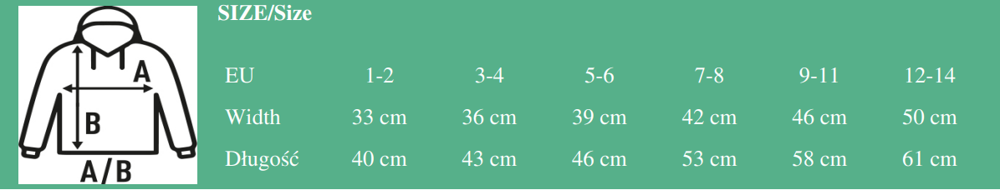 SIZE/Size
A
B
A/B
EU 1-2 3-4 5-6 7-8 9-11 12-14
Width 33 cm 36 cm 39 cm 42 cm 46 cm 50 cm
Długość 40 cm 43 cm 46 cm 53 cm 58 cm 61 cm